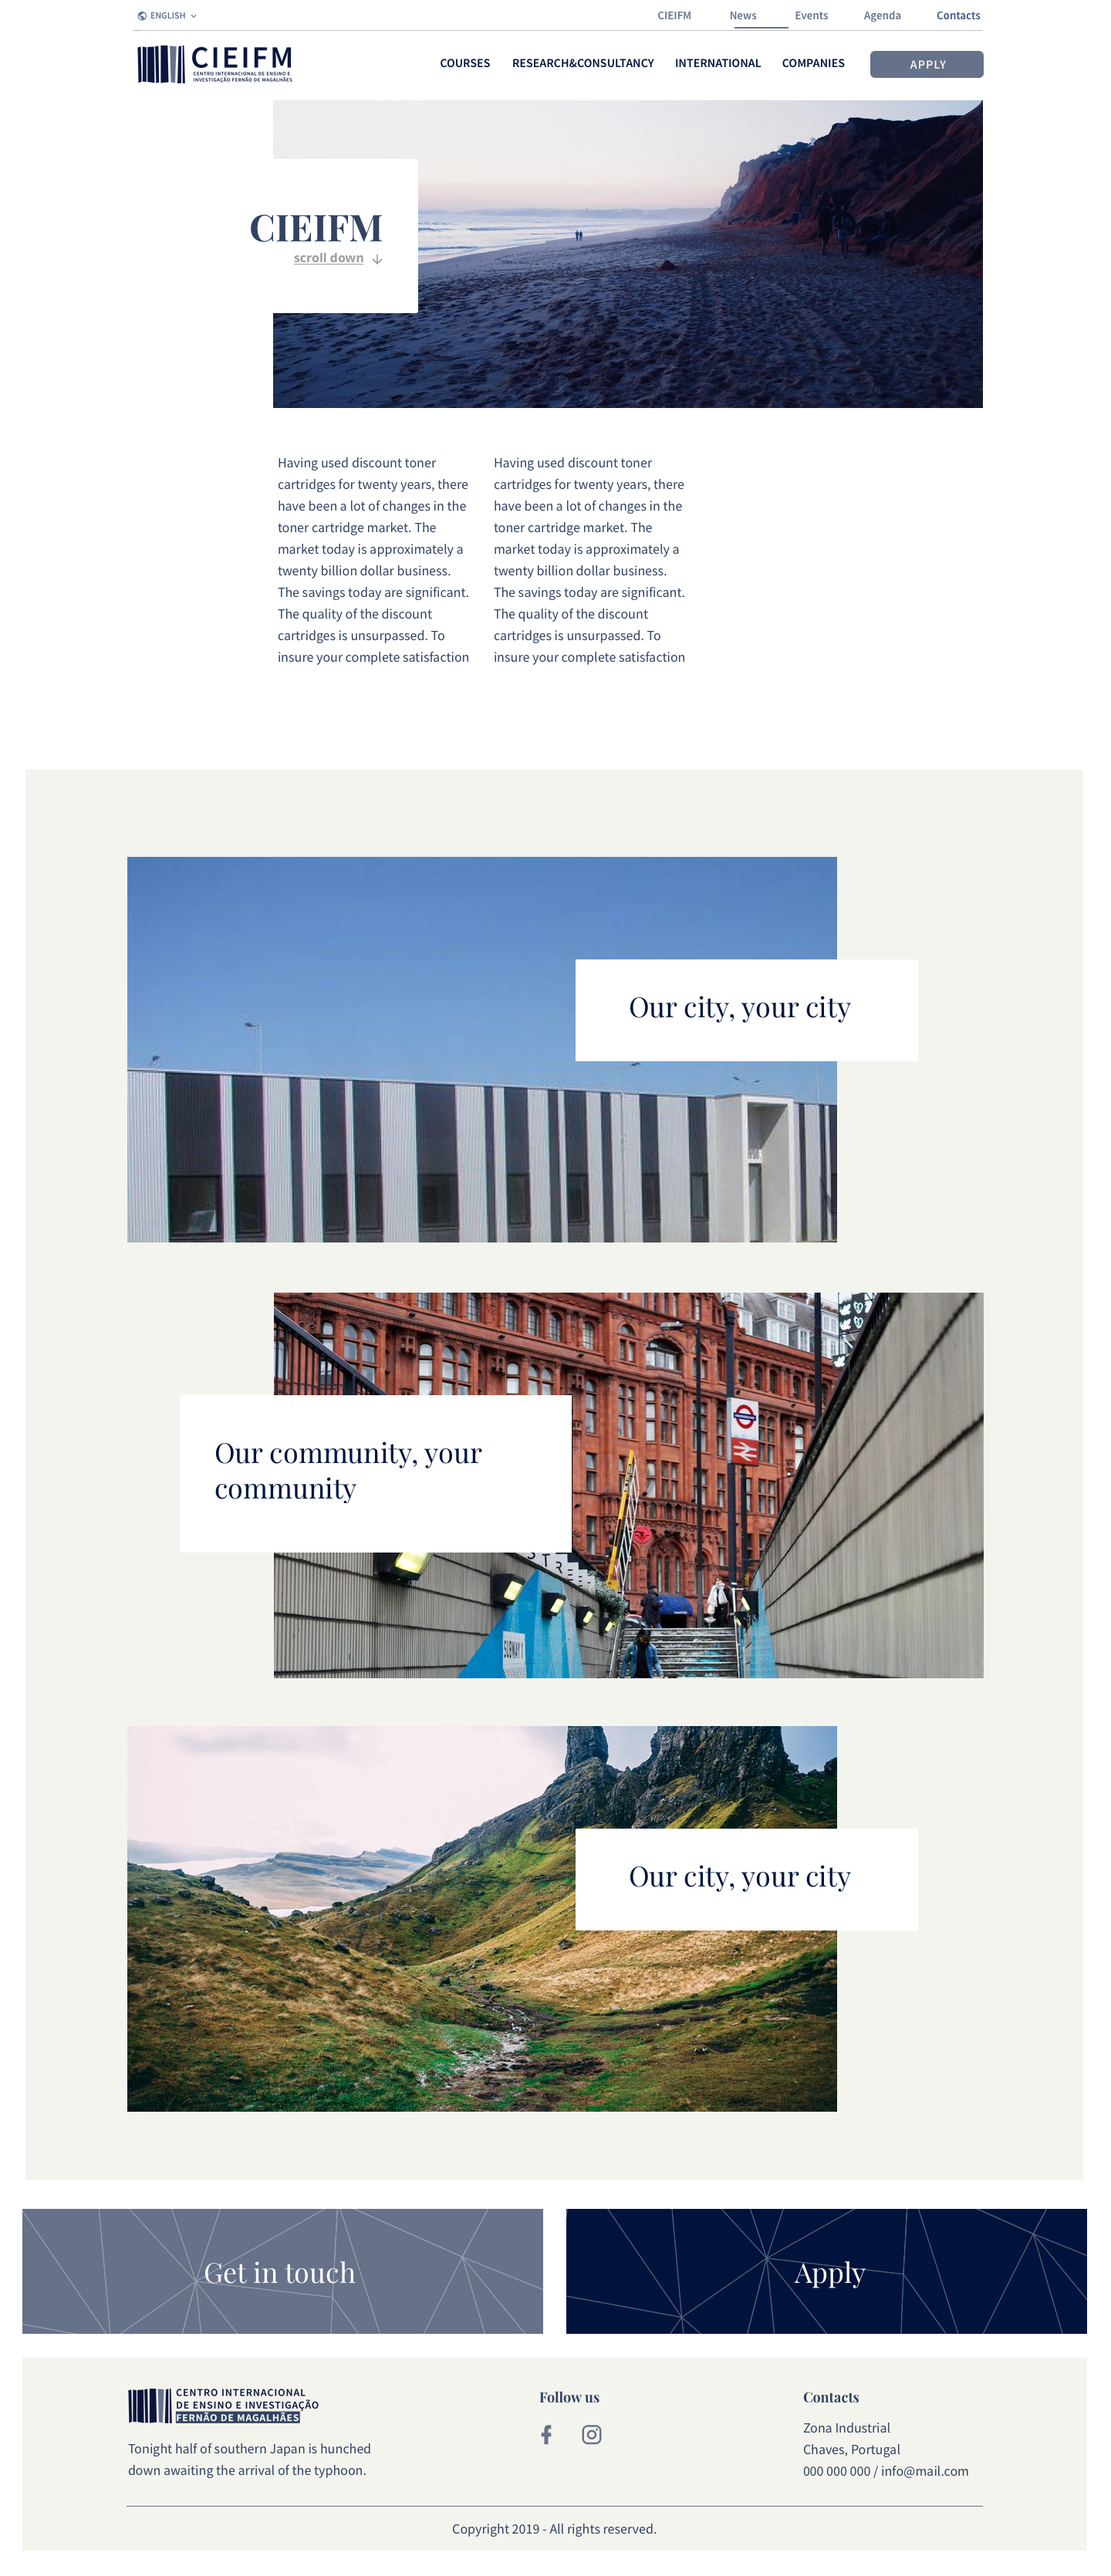 ENGLISH
CIEIFM News Events Agenda Contacts
CIEIFM
CENTRO INTERNACIONAL DE ENSINO E
INVESTIGAÇÃO FERNÃO DE MAGALHÃES
COURSES RESEARCH&CONSULTANCY INTERNATIONAL COMPANIES APPLY
CIEIFM
scroll down
Having used discount toner
cartridges for twenty years, there
have been a lot of changes in the
toner cartridge market. The
market today is approximately a
twenty billion dollar business.
The savings today are significant.
The quality of the discount
cartridges is unsurpassed. To
insure your complete satisfaction
Having used discount toner
cartridges for twenty years, there
have been a lot of changes in the
toner cartridge market. The
market today is approximately a
twenty billion dollar business.
The savings today are significant.
The quality of the discount
cartridges is unsurpassed. To
insure your complete satisfaction
Our city, your city
Our community, your
community
STR
SUBWAY 1
Our city, your city
Get in touch
Apply
CENTRO INTERNACIONAL
DE ENSINO E INVESTIGAÇÃO
FERNÃO DE MAGALHÃES
Tonight half of southern Japan is hunched
down awaiting the arrival of the typhoon.
Follow us
Contacts
Zona Industrial
Chaves, Portugal
000 000 000 / info@mail.com
Copyright 2019 - All rights reserved.